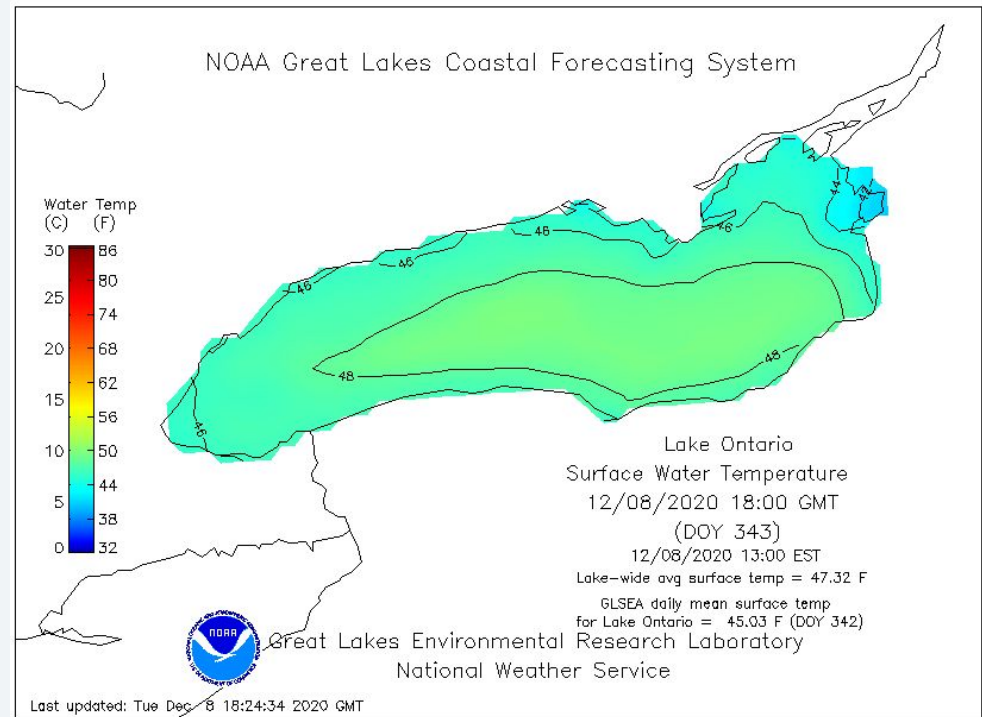 NOAA Great Lakes Coastal Forecasting System
Water Temp
(C) (F)
30 86
80
25 74
20 68
15 62
56
10 50
5 44
38
0 32
44
42
46
46
46
46
48
48
46
Lake Ontario
Surface Water Temperature
12/08/2020 18:00 GMT
(DOY 343)
12/08/2020 13:00 EST
Lake-wide avg surface temp = 47.32 F
GLSEA daily mean surface temp
for Lake Ontario = 45.03 F (DOY 342)
NOAA
Great Lakes Environmental Research Laboratory
National Weather Service
Last updated: Tue Dec 8 18:24:34 2020 GMT